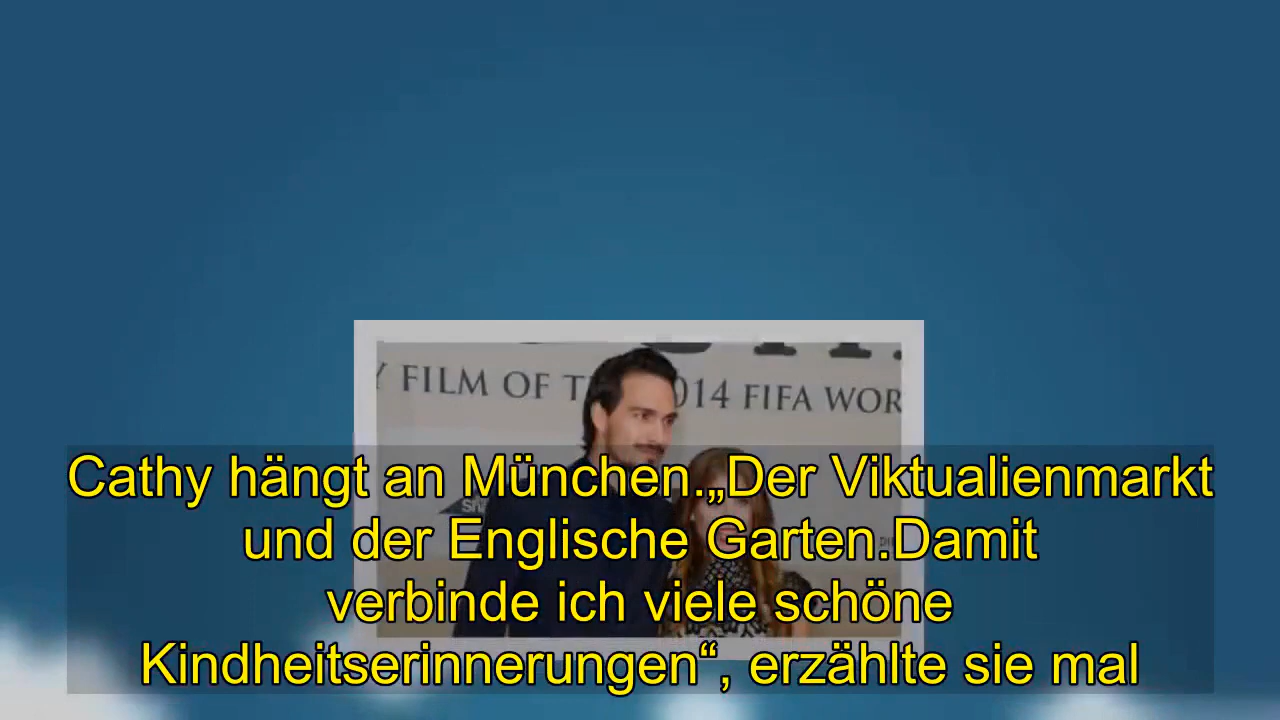 Y FILM OF T 014 FIFA WOR
Cathy hängt an München.„Der Viktualienmarkt
und der Englische Garten.Damit
verbinde ich viele schöne
Kindheitserinnerungen“, erzählte sie mal